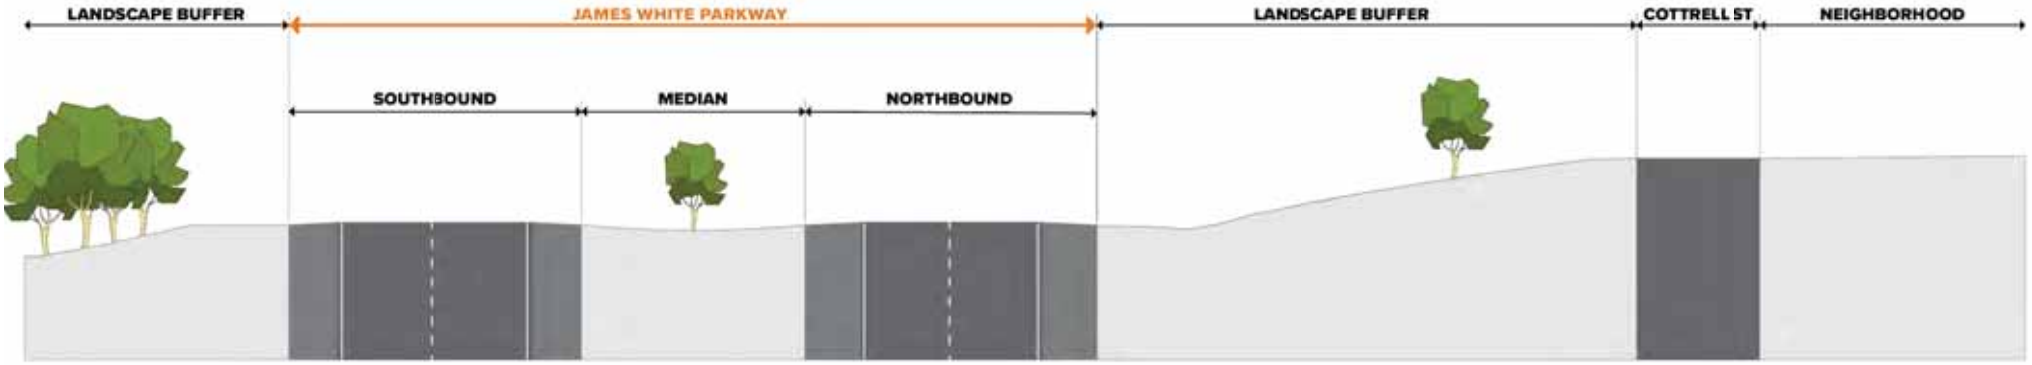 LANDSCAPE BUFFER
JAMES WHITE PARKWAY
LANDSCAPE BUFFER
COTTRELL ST
NEIGHBORHOOD
SOUTHBOUND
MEDIAN
NORTHBOUND